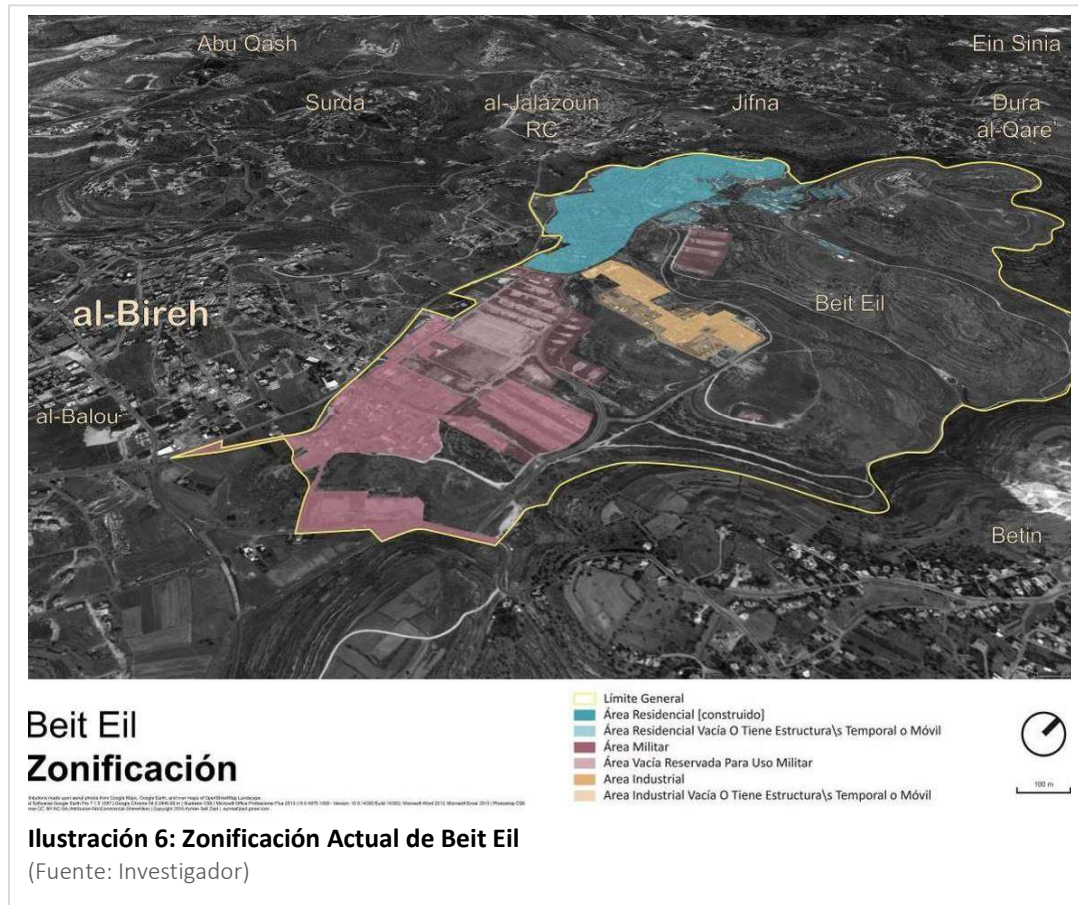 Abu Qash
Ein Sinia
Surda
al-Jalazoun
RC
Jifna
Dura
al-Qare'
al-Bireh
Beit Eil
al-Balou'
Betin
Beit Eil
Zonificación
Límite General
Área Residencial [construido]
Área Residencial Vacía O Tiene Estructura\s Temporal o Móvil
Área Militar
Área Vacía Reservada Para Uso Militar
Area Industrial
Area Industrial Vacía O Tiene Estructura\s Temporal o Móvil
100 m
Ilustración 6: Zonificación Actual de Beit Eil
(Fuente: Investigador)